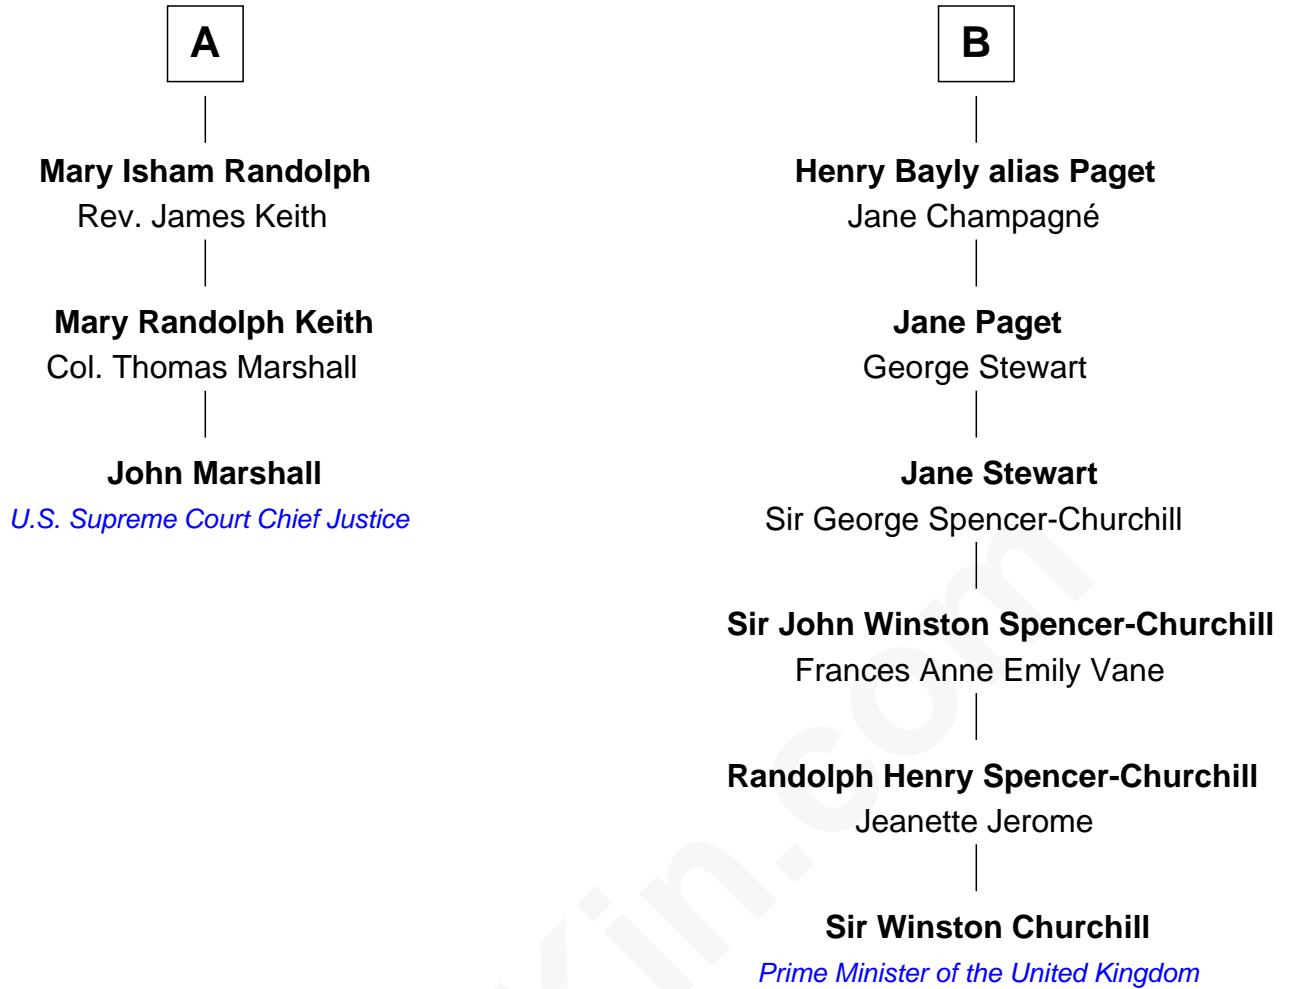 A
Mary Isham Randolph
Rev. James Keith
Mary Randolph Keith
Col. Thomas Marshall
John Marshall
U.S. Supreme Court Chief Justice
B
Henry Bayly alias Paget
Jane Champagné
Jane Paget
George Stewart
Jane Stewart
Sir George Spencer-Churchill
Sir John Winston Spencer-Churchill
Frances Anne Emily Vane
Randolph Henry Spencer-Churchill
Jeanette Jerome
Sir Winston Churchill
Prime Minister of the United Kingdom
Kin.com